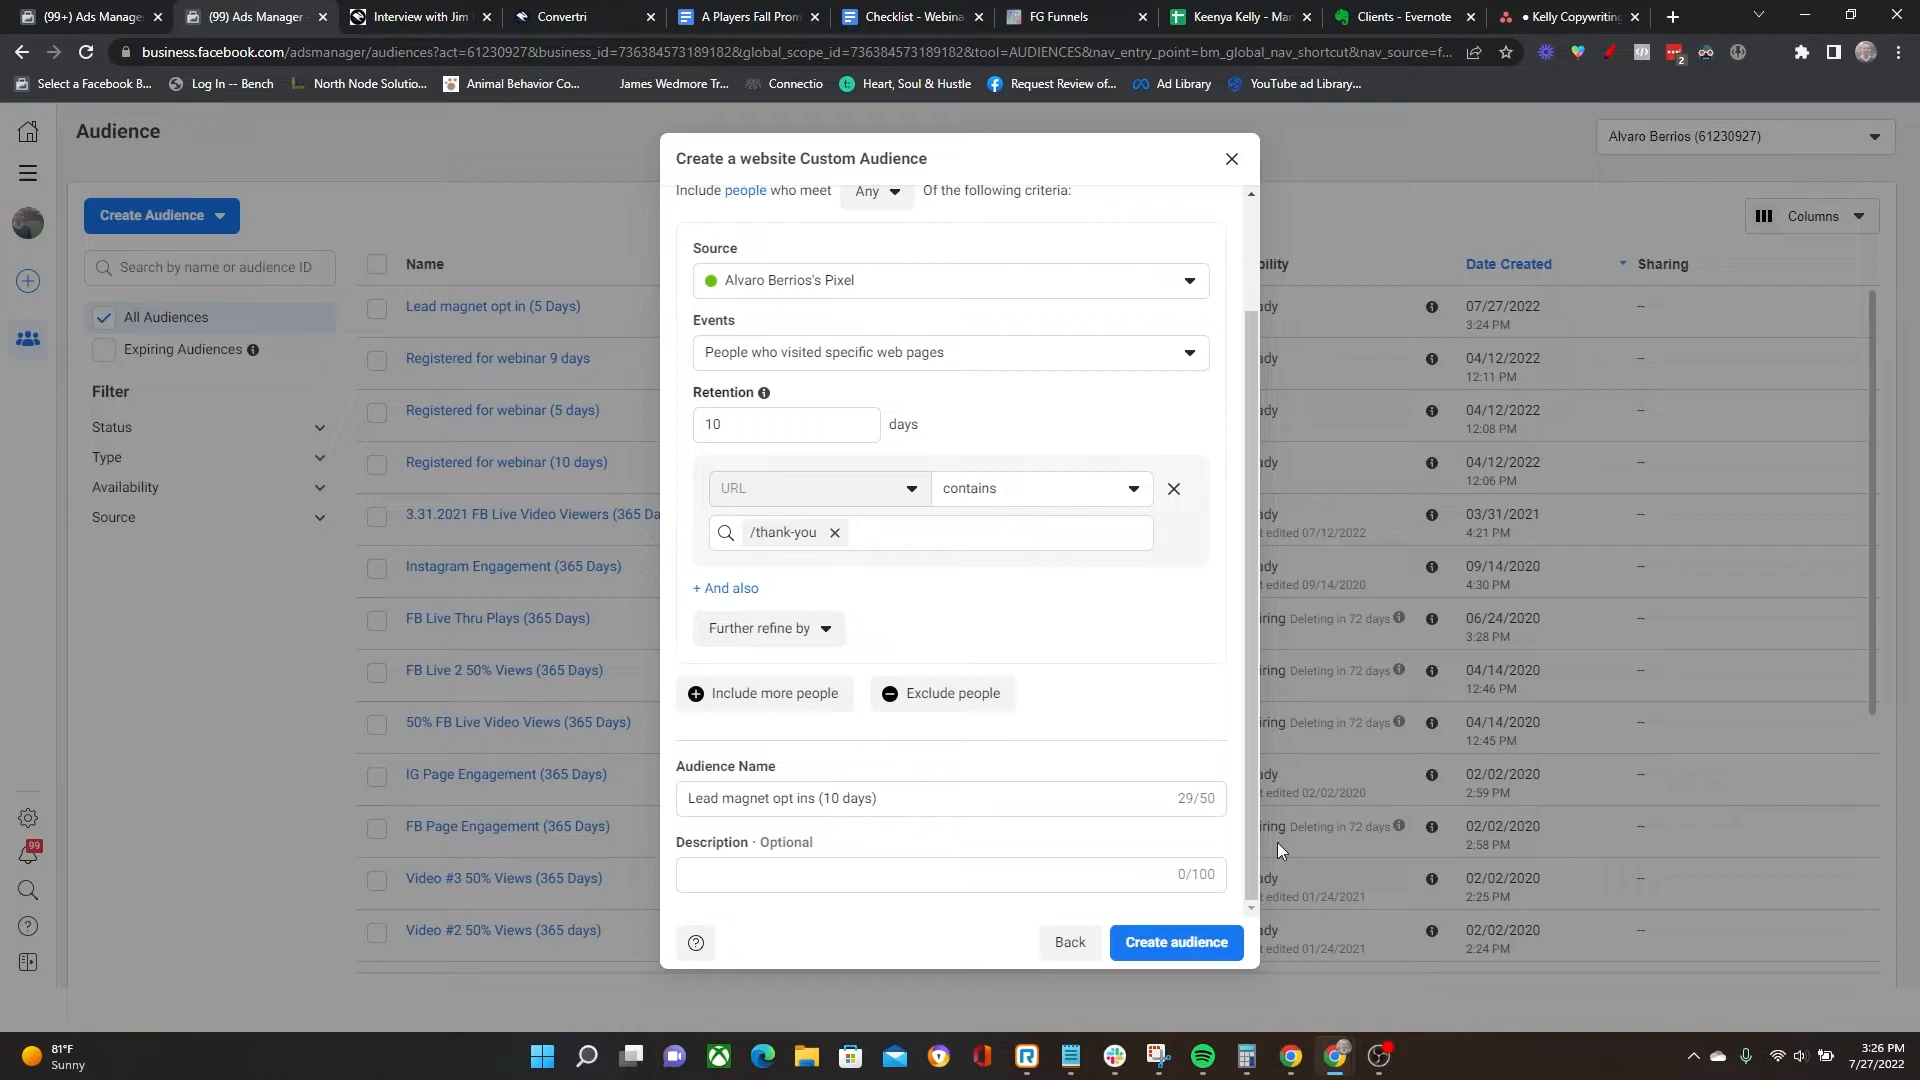 (99+) Ads Manage
(99) Ads Manager
Interview with Jim
Convertri
A Players Fall Prom
Checklist - Webina
FG Funnels
Keenya Kelly - Mar
Clients - Evernote
• Kelly Copywriting
business.facebook.com/adsmanager/audiences?act=61230927&business_id=736384573189182&global_scope_id=736384573189182&tool=AUDIENCES&nav_entry_point=bm_global_nav_shortcut&nav_source=f...
2
Select a Facebook B...
Log In -- Bench
North Node Solutio...
Animal Behavior Co...
James Wedmore Tr...
Connectio
Heart, Soul & Hustle
Request Review of...
Ad Library
YouTube ad Library...
Audience
Alvaro Berrios (61230927)
Create Audience
Columns
Search by name or audience ID
All Audiences
Expiring Audiences
Filter
Status
Type
Availability
Source
Name
bility
Date Created
Sharing
Lead magnet opt in (5 Days)
ady
07/27/2022
3:24 PM
--
Registered for webinar 9 days
ady
04/12/2022
12:11 PM
--
Registered for webinar (5 days)
ady
04/12/2022
12:08 PM
--
Registered for webinar (10 days)
ady
04/12/2022
12:06 PM
--
3.31.2021 FB Live Video Viewers (365 Da
ady
t edited 07/12/2022
03/31/2021
4:21 PM
--
Instagram Engagement (365 Days)
ady
t edited 09/14/2020
09/14/2020
4:30 PM
--
FB Live Thru Plays (365 Days)
iring Deleting in 72 days
06/24/2020
3:28 PM
--
FB Live 2 50% Views (365 Days)
iring Deleting in 72 days
04/14/2020
12:46 PM
--
50% FB Live Video Views (365 Days)
iring Deleting in 72 days
04/14/2020
12:45 PM
--
IG Page Engagement (365 Days)
ady
t edited 02/02/2020
02/02/2020
2:59 PM
--
FB Page Engagement (365 Days)
iring Deleting in 72 days
02/02/2020
2:58 PM
--
Video #3 50% Views (365 Days)
ady
t edited 01/24/2021
02/02/2020
2:25 PM
--
Video #2 50% Views (365 days)
ady
t edited 01/24/2021
02/02/2020
2:24 PM
--
99
Create a website Custom Audience
Include people who meet Any Of the following criteria:
Source
Alvaro Berrios's Pixel
Events
People who visited specific web pages
Retention
10 days
URL contains
/thank-you
+ And also
Further refine by
Include more people
Exclude people
Audience Name
Lead magnet opt ins (10 days) 29/50
Description · Optional
0/100
Back
Create audience
81°F
Sunny
3:26 PM
7/27/2022